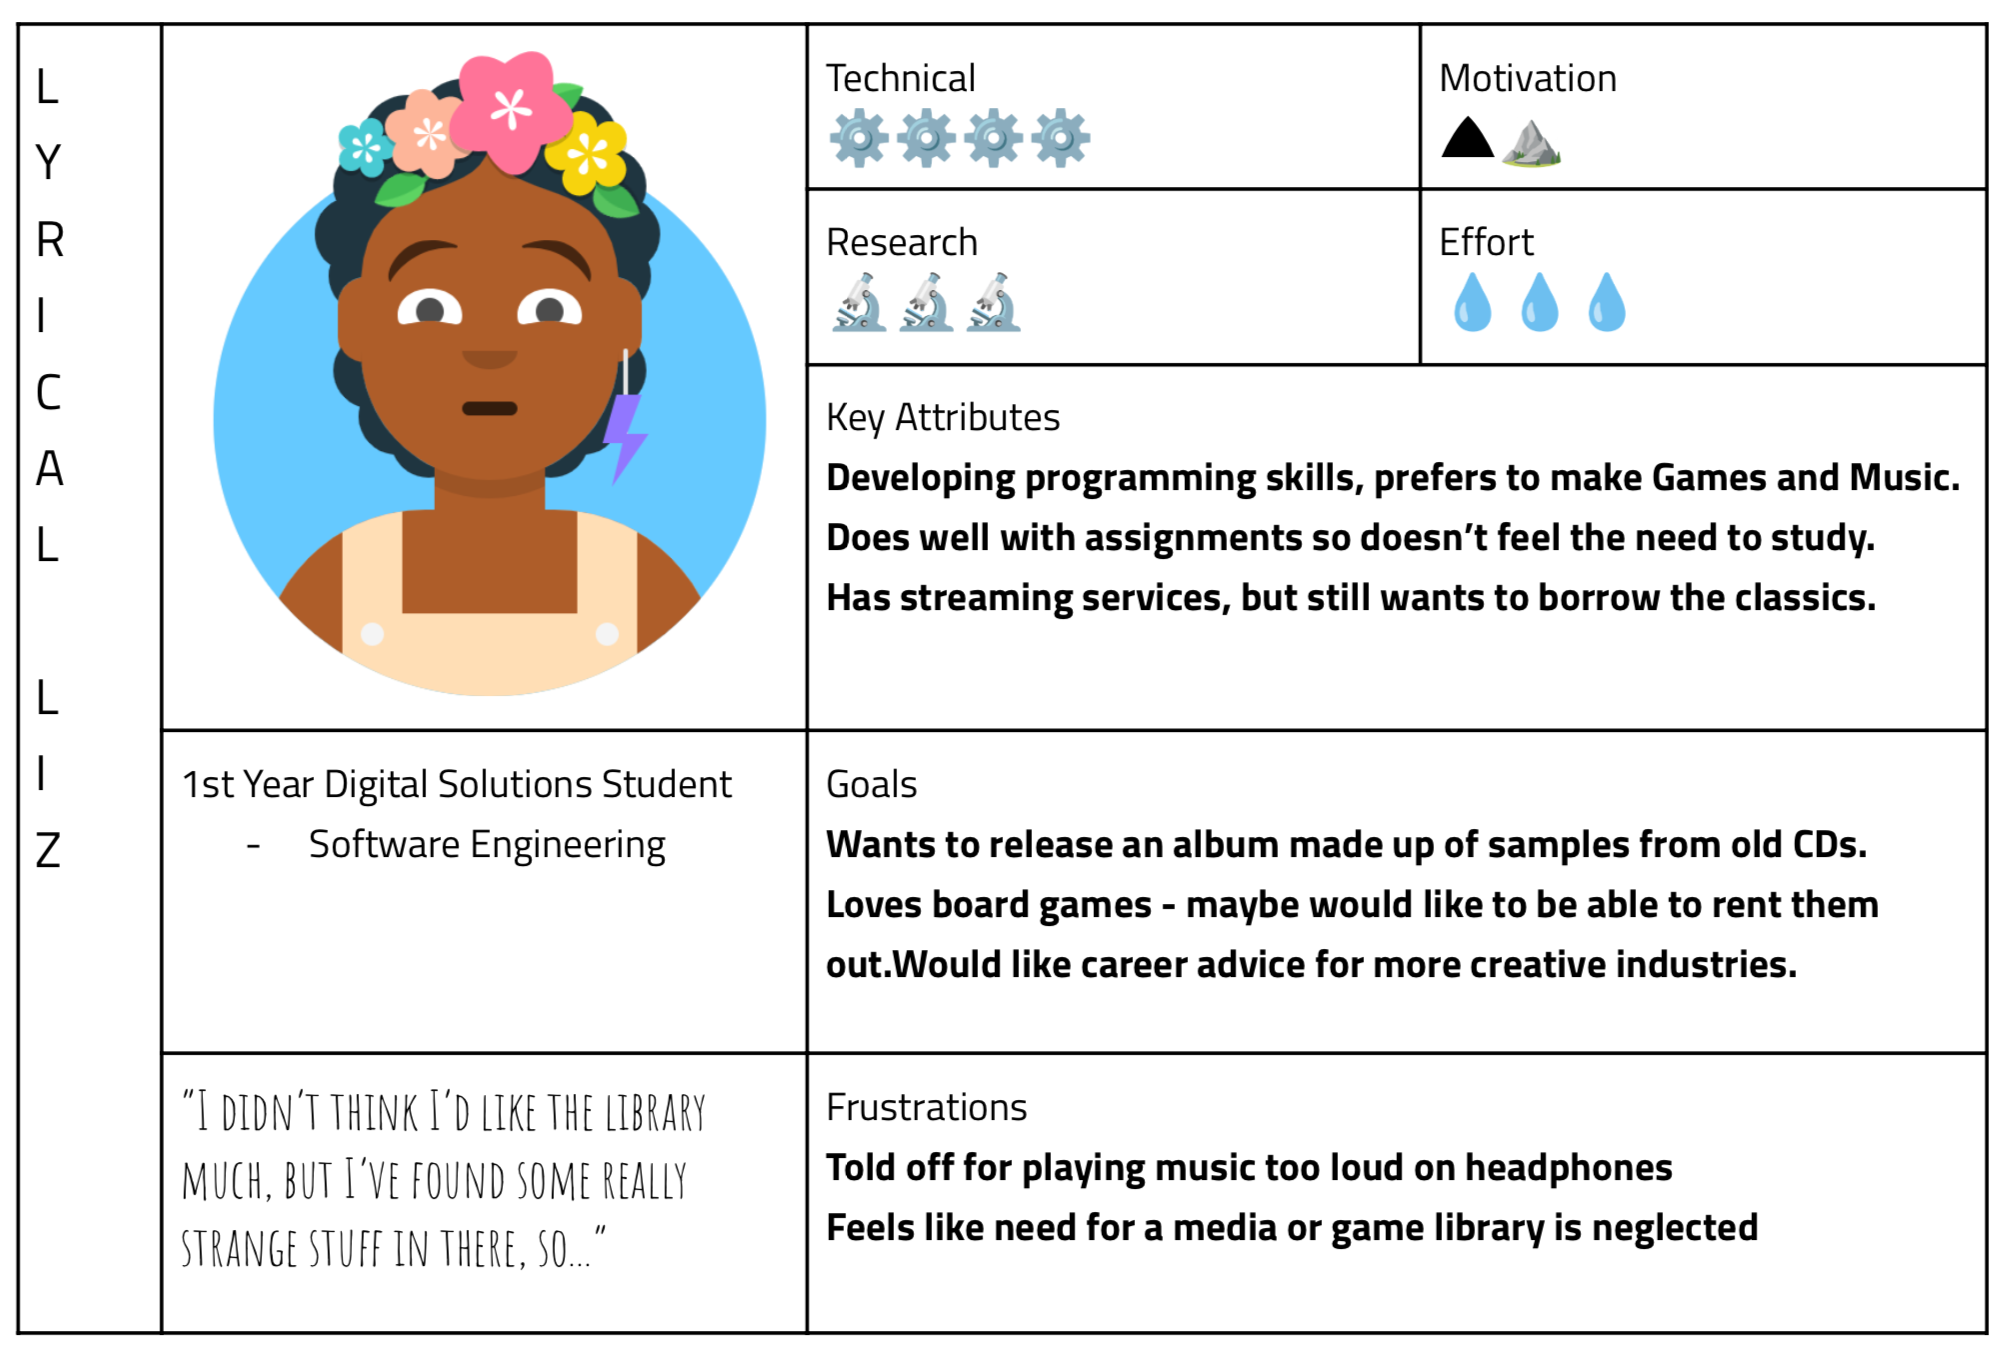 LYRICAL LIZ
Technical
Motivation
Research
Effort
Key Attributes
Developing programming skills, prefers to make Games and Music.
Does well with assignments so doesn’t feel the need to study.
Has streaming services, but still wants to borrow the classics.
1st Year Digital Solutions Student
- Software Engineering
Goals
Wants to release an album made up of samples from old CDs.
Loves board games - maybe would like to be able to rent them
out.Would like career advice for more creative industries.
"I DIDN'T THINK I'D LIKE THE LIBRARY
MUCH, BUT I'VE FOUND SOME REALLY
STRANGE STUFF IN THERE, SO..."
Frustrations
Told off for playing music too loud on headphones
Feels like need for a media or game library is neglected